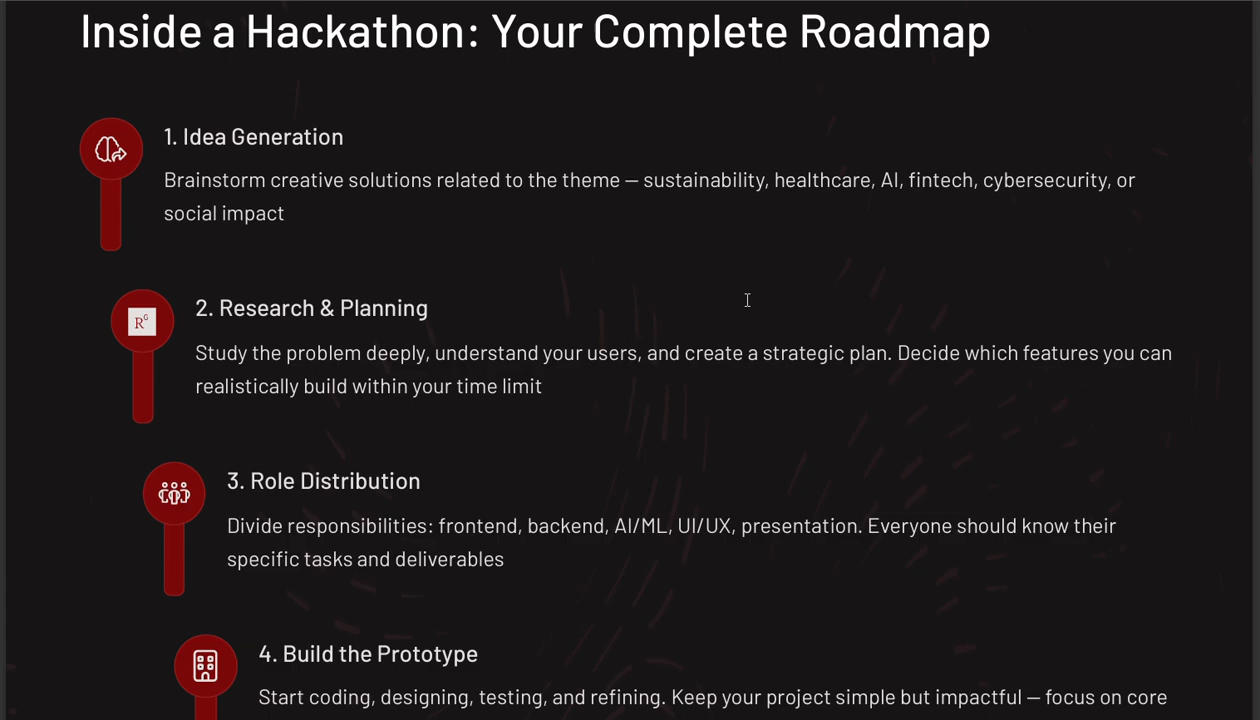 Inside a Hackathon: Your Complete Roadmap
1. Idea Generation
Brainstorm creative solutions related to the theme — sustainability, healthcare, AI, fintech, cybersecurity, or
social impact
RG
2. Research & Planning
Study the problem deeply, understand your users, and create a strategic plan. Decide which features you can
realistically build within your time limit
3. Role Distribution
Divide responsibilities: frontend, backend, AI/ML, UI/UX, presentation. Everyone should know their
specific tasks and deliverables
4. Build the Prototype
Start coding, designing, testing, and refining. Keep your project simple but impactful — focus on core